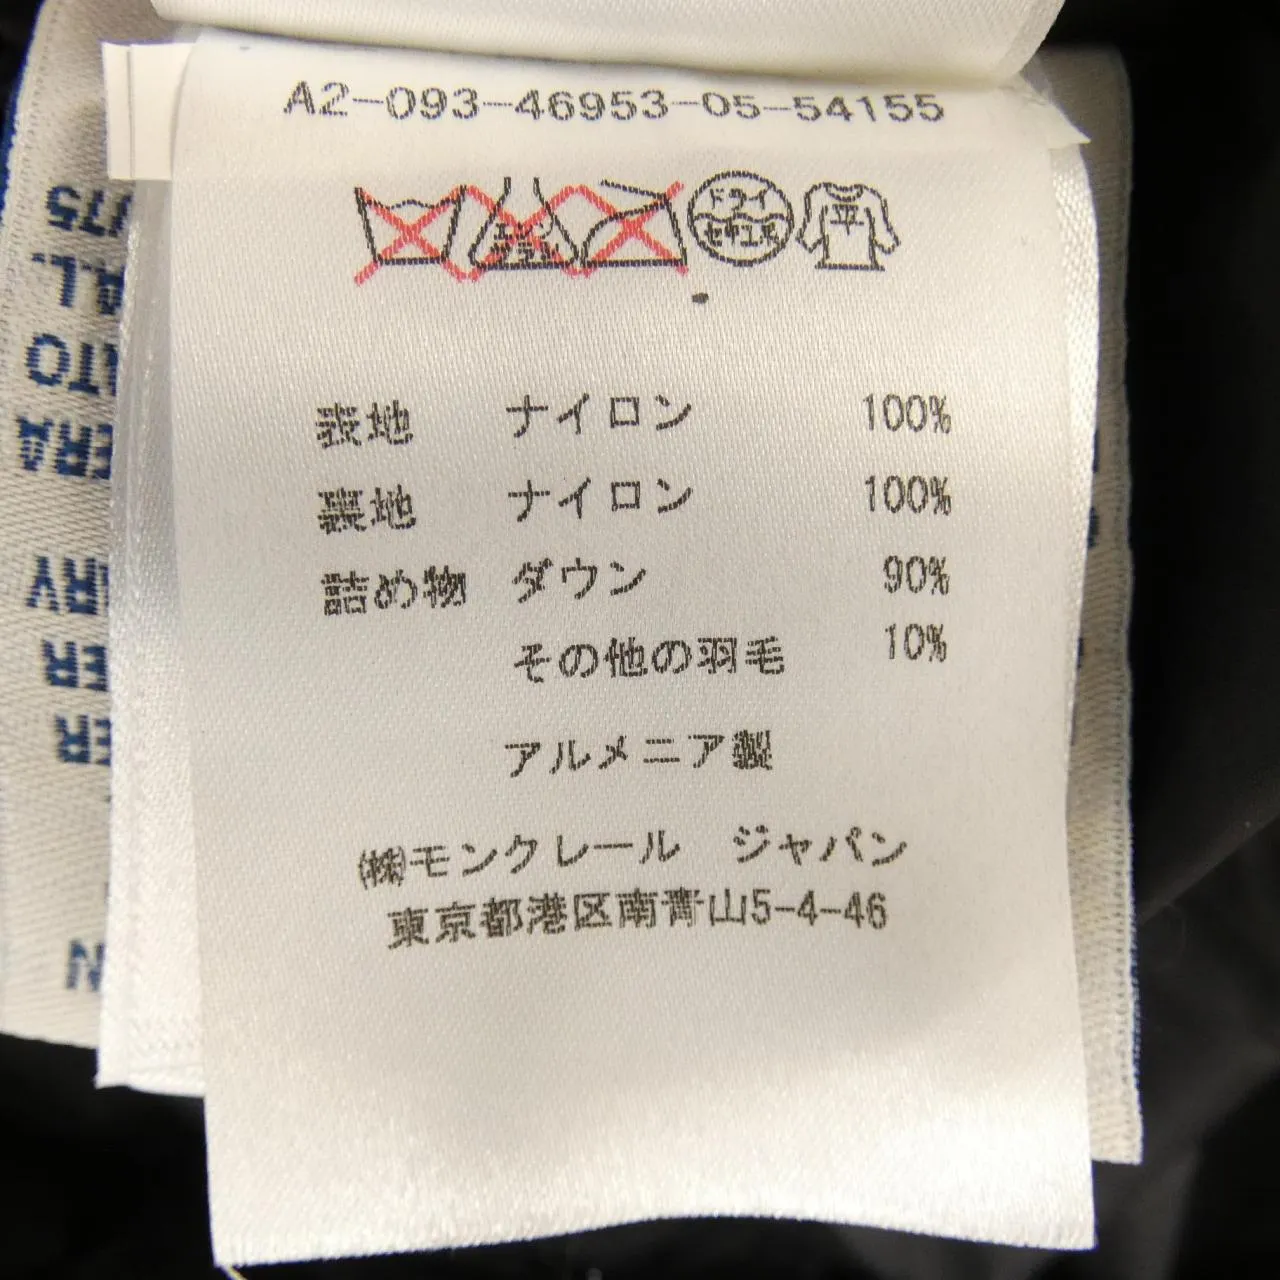 A2-093-46953-05-54155
ドライ
セキユ系
平
表地 ナイロン 100%
裏地 ナイロン 100%
詰め物 ダウン 90%
その他の羽毛 10%
アルメニア製
㈱モンクレール ジャパン
東京都港区南青山5-4-46